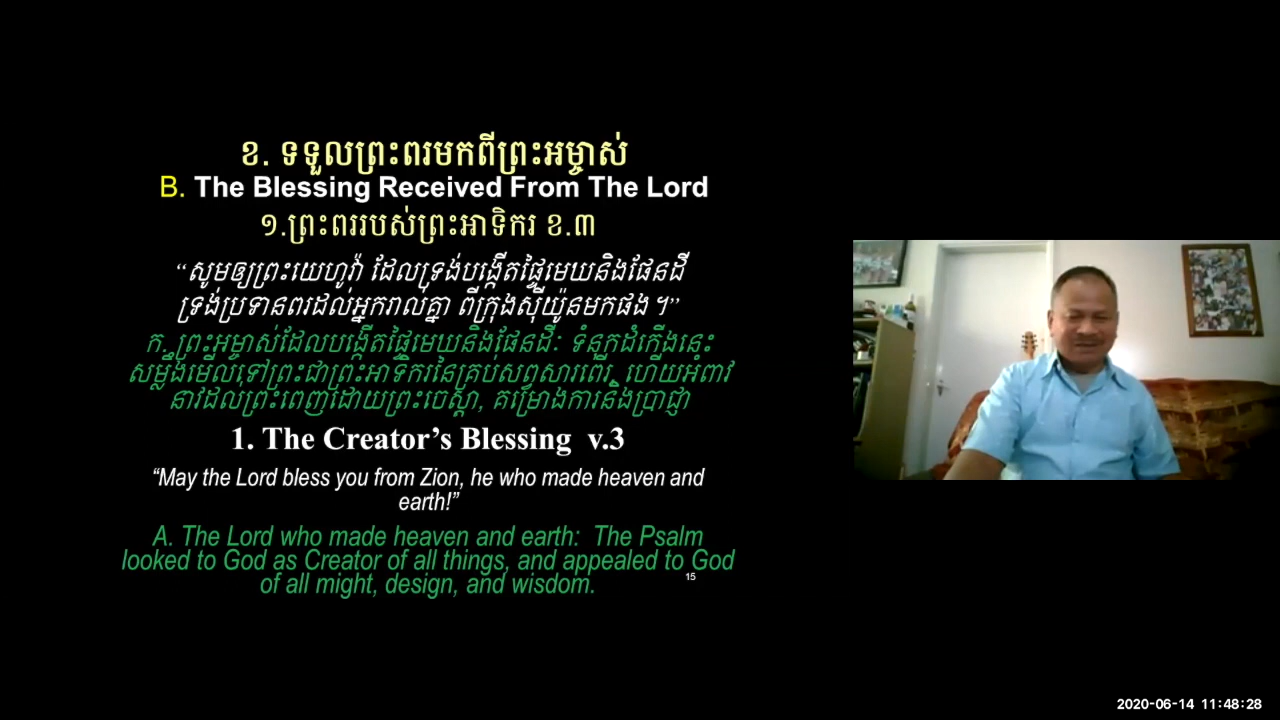 ខ. ទទួលព្រះពរមកពីព្រះអម្ចាស់
B. The Blessing Received From The Lord
១.ព្រះពររបស់ព្រះអាទិករ ខ.៣
“សូមឲ្យព្រះយេហូវ៉ា ដែលទ្រង់បង្កើតផ្ទៃមេឃនិងផែនដី
ទ្រង់ប្រទានពរដល់អ្នករាល់គ្នា ពីក្រុងស៊ីយ៉ូនមកផង ។”
ក. ព្រះអម្ចាស់ដែលបង្កើតផ្ទៃមេឃនិងផែនដីៈ ទំនុកដំកើងនេះ
សម្លឹងមើលទៅព្រះជាព្រះអាទិករនៃគ្រប់សព្វសារពើរ, ហើយអំពាវ
នាវដល់ព្រះពេញដោយព្រះចេស្តា, គម្រោងការនិងប្រាជ្ញា
1. The Creator’s Blessing v.3
“May the Lord bless you from Zion, he who made heaven and
earth!”
A. The Lord who made heaven and earth: The Psalm
looked to God as Creator of all things, and appealed to God
of all might, design, and wisdom.
15
2020-06-14 11:48:28